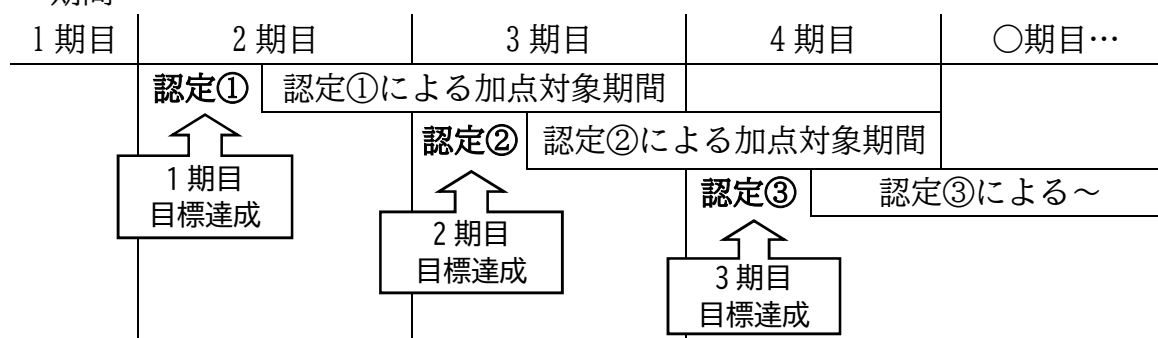 期間
1期目 2期目 3期目 4期目 ○期目…
認定① 認定①による加点対象期間
認定② 認定②による加点対象期間
1期目
目標達成
認定③ 認定③による～
2期目
目標達成
3期目
目標達成